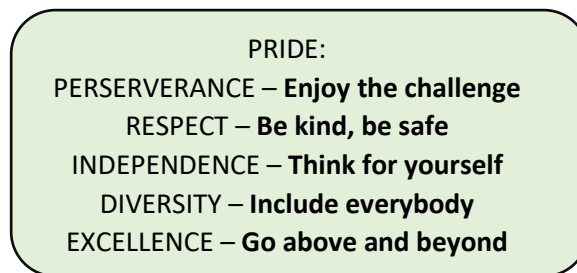 PRIDE:
PERSERVERANCE – Enjoy the challenge
RESPECT – Be kind, be safe
INDEPENDENCE – Think for yourself
DIVERSITY – Include everybody
EXCELLENCE – Go above and beyond